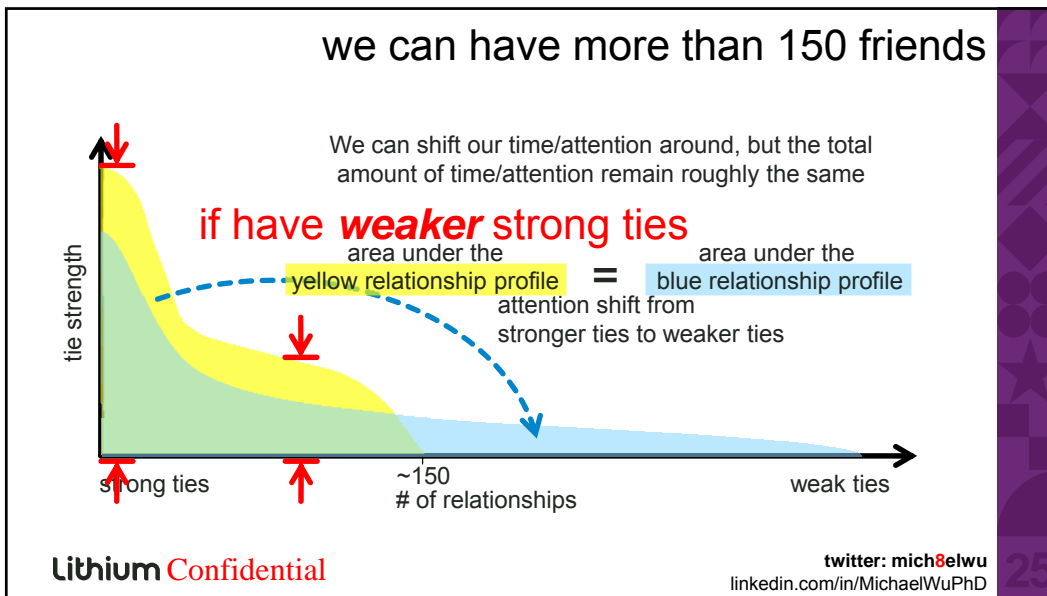 we can have more than 150 friends
We can shift our time/attention around, but the total
amount of time/attention remain roughly the same
if have weaker strong ties
area under the
yellow relationship profile
=
area under the
blue relationship profile
attention shift from
stronger ties to weaker ties
tie strength
~150
strong ties
# of relationships
weak ties
Lithium Confidential
twitter: mich8elwu
linkedin.com/in/MichaelWuPhD
25